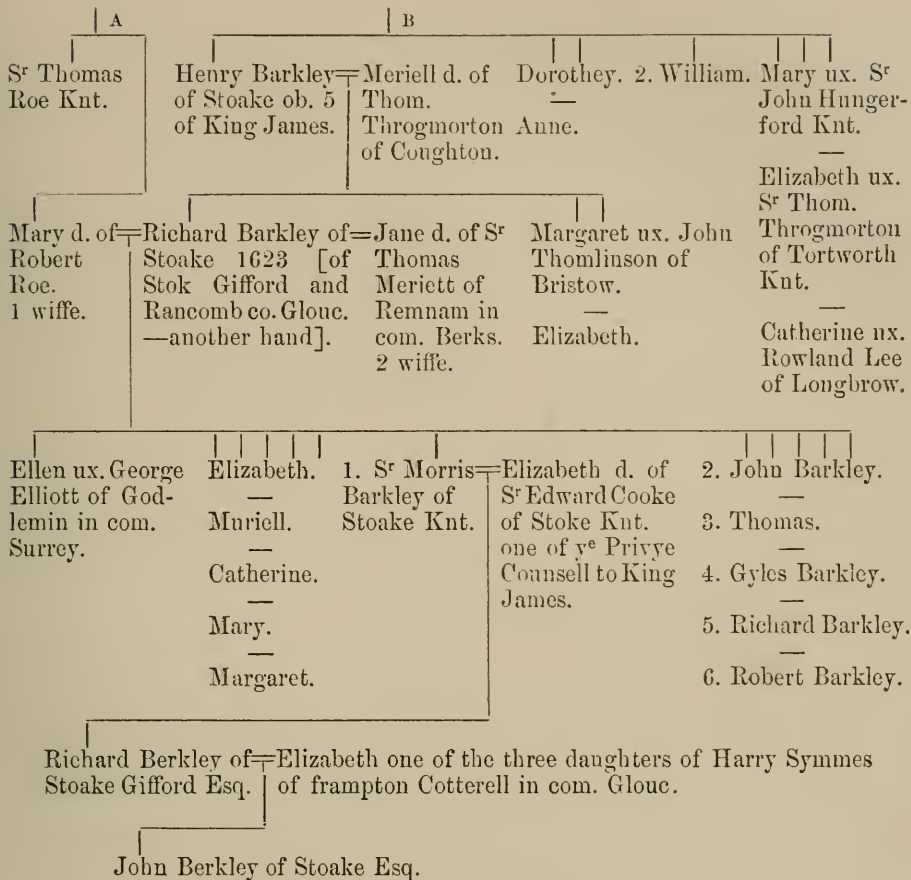 A
B
Sʳ Thomas
Roe Knt.
Henry Barkley
of Stoake ob. 5
of King James.
Meriell d. of
Thom.
Throgmorton
of Coughton.
Dorothey.
—
Anne.
2. William.
Mary ux. Sʳ
John Hunger-
ford Knt.
—
Elizabeth ux.
Sʳ Thom.
Throgmorton
of Tortworth
Knt.
—
Catherine ux.
Rowland Lee
of Longbrow.
Mary d. of
Robert
Roe.
1 wiffe.
Richard Barkley of
Stoake 1623 [of
Stok Gifford and
Rancomb co. Glouc.
—another hand].
Jane d. of Sʳ
Thomas
Meriett of
Remnam in
com. Berks.
2 wiffe.
Margaret ux. John
Thomlinson of
Bristow.
—
Elizabeth.
Ellen ux. George
Elliott of God-
lemin in com.
Surrey.
Elizabeth.
—
Muriell.
—
Catherine.
—
Mary.
—
Margaret.
1. Sʳ Morris
Barkley of
Stoake Knt.
Elizabeth d. of
Sʳ Edward Cooke
of Stoke Knt.
one of yᵉ Privye
Counsell to King
James.
2. John Barkley.
—
3. Thomas.
—
4. Gyles Barkley.
—
5. Richard Barkley.
—
6. Robert Barkley.
Richard Berkley of
Stoake Gifford Esq.
Elizabeth one of the three daughters of Harry Symmes
of frampton Cotterell in com. Glouc.
John Berkley of Stoake Esq.